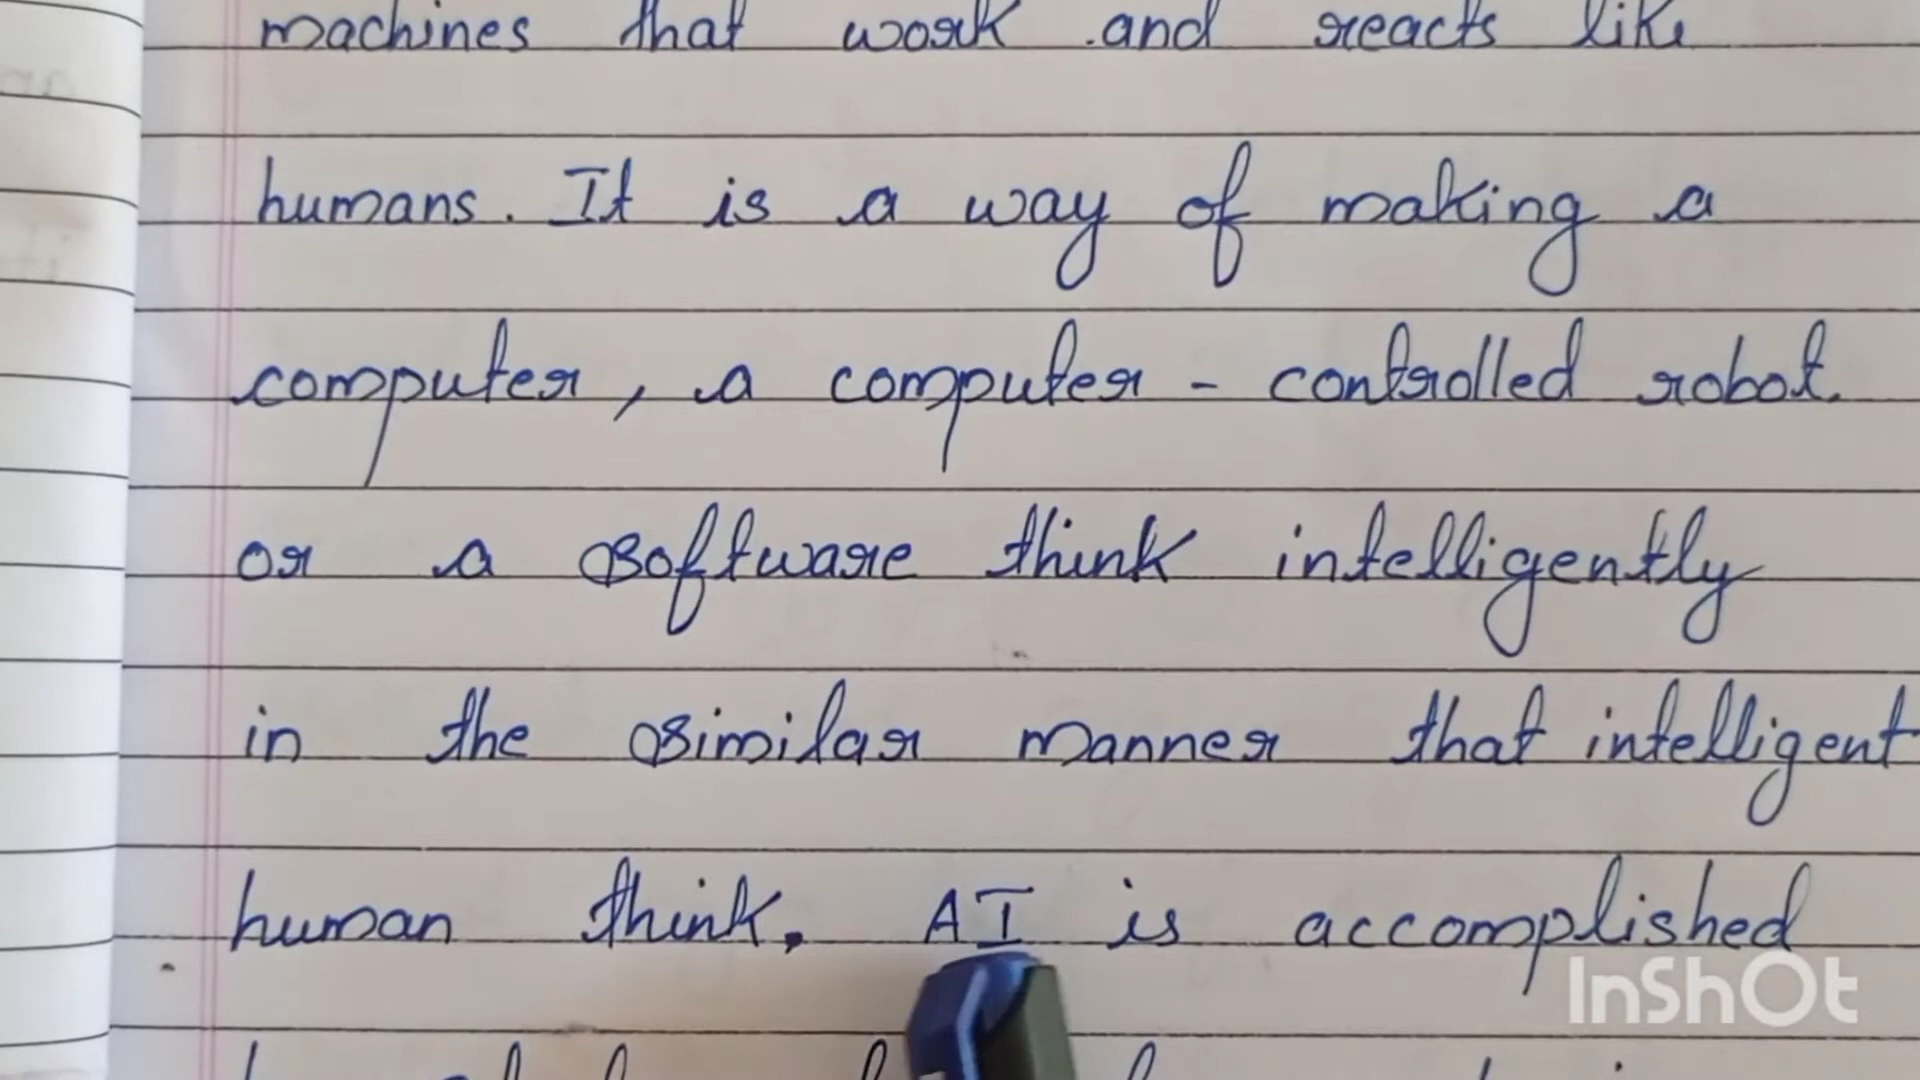 machines that work and reacts like
humans. It is a way of making a
computer, a computer - controlled robot.
or a software think intelligently
in the similar manner that intelligent
human think. AI is accomplished
InShOt